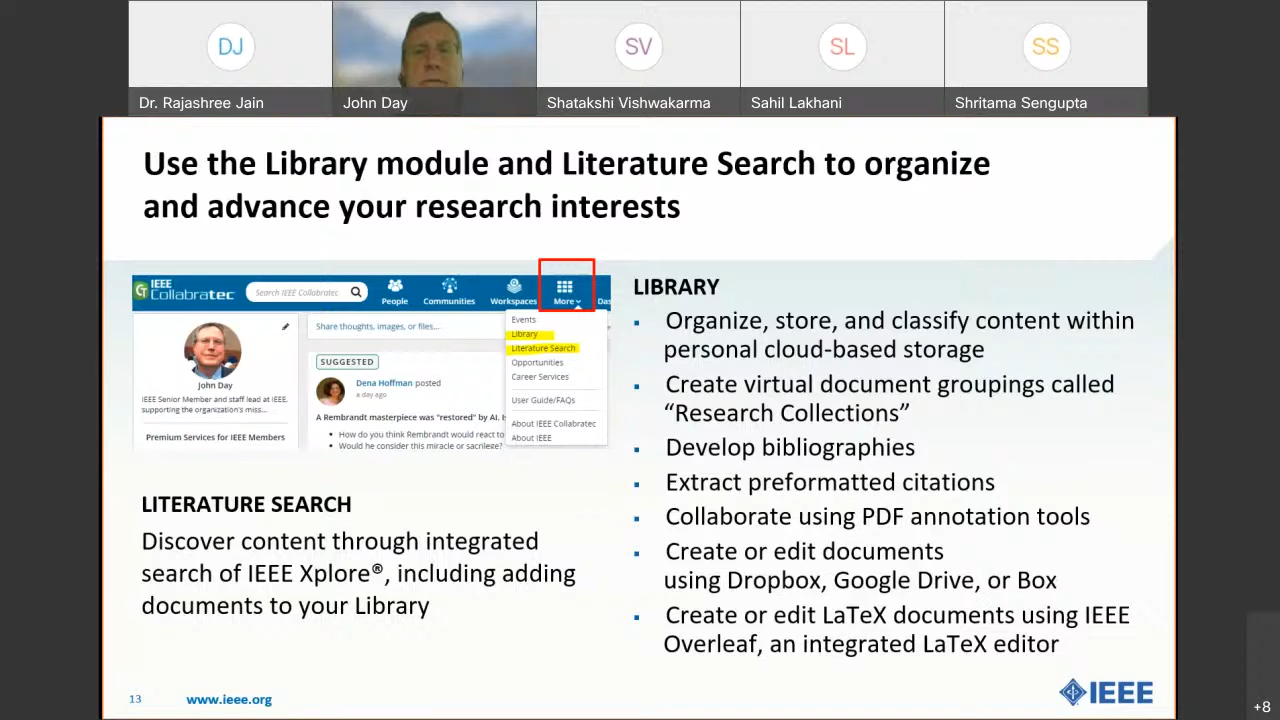 DJ
SV
SL
SS
Dr. Rajashree Jain
John Day
Shatakshi Vishwakarma
Sahil Lakhani
Shritama Sengupta
Use the Library module and Literature Search to organize
and advance your research interests
IEEE
Collabratec
Search IEEE Collabratec
People
Communities
Workspaces
More
Das
Share thoughts, images, or files...
SUGGESTED
Dena Hoffman posted
a day ago
A Rembrandt masterpiece was "restored" by AI. Is
How do you think Rembrandt would react to
Would he consider this miracle or sacrilege?
John Day
IEEE Senior Member and staff lead at IEEE,
supporting the organization's miss...
Premium Services for IEEE Members
Events
Library
Literature Search
Opportunities
Career Services
User Guide/FAQs
About IEEE Collabratec
About IEEE
LITERATURE SEARCH
Discover content through integrated
search of IEEE Xplore®, including adding
documents to your Library
LIBRARY
▪ Organize, store, and classify content within
personal cloud-based storage
▪ Create virtual document groupings called
“Research Collections”
▪ Develop bibliographies
▪ Extract preformatted citations
▪ Collaborate using PDF annotation tools
▪ Create or edit documents
using Dropbox, Google Drive, or Box
▪ Create or edit LaTeX documents using IEEE
Overleaf, an integrated LaTeX editor
13
www.ieee.org
IEEE
+8